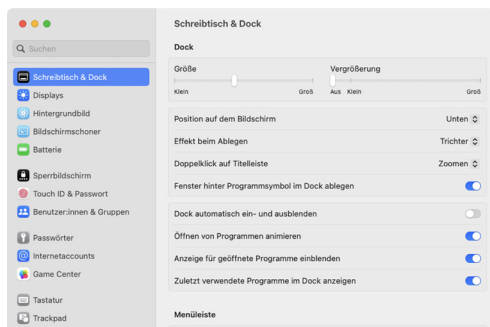 Schreibtisch & Dock
Suchen
Schreibtisch & Dock
Displays
Hintergrundbild
Bildschirmschoner
Batterie
Sperrbildschirm
Touch ID & Passwort
Benutzer:innen & Gruppen
Passwörter
Internetaccounts
Game Center
Tastatur
Trackpad
Dock
Größe Vergrößerung
Klein Groß Aus Klein Groß
Position auf dem Bildschirm Unten
Effekt beim Ablegen Trichter
Doppelklick auf Titelleiste Zoomen
Fenster hinter Programmsymbol im Dock ablegen
Dock automatisch ein- und ausblenden
Öffnen von Programmen animieren
Anzeige für geöffnete Programme einblenden
Zuletzt verwendete Programme im Dock anzeigen
Menüleiste